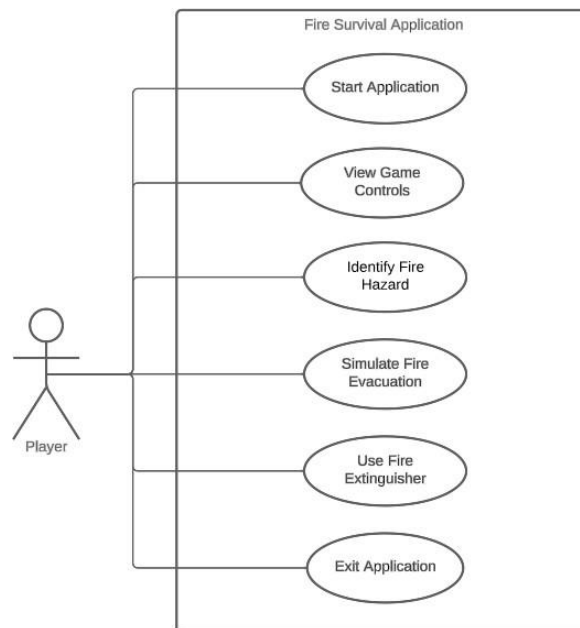 Fire Survival Application
Start Application
View Game
Controls
Identify Fire
Hazard
Simulate Fire
Evacuation
Player
Use Fire
Extinguisher
Exit Application